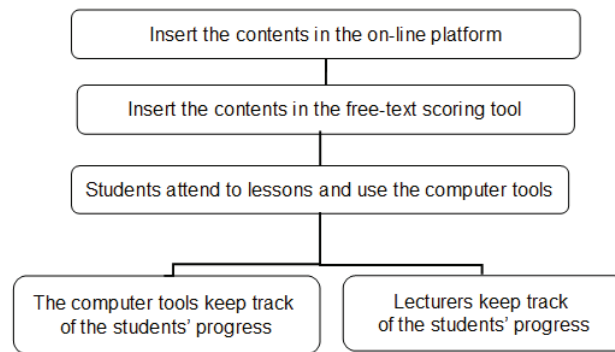 Insert the contents in the on-line platform
Insert the contents in the free-text scoring tool
Students attend to lessons and use the computer tools
The computer tools keep track
of the students' progress
Lecturers keep track
of the students' progress